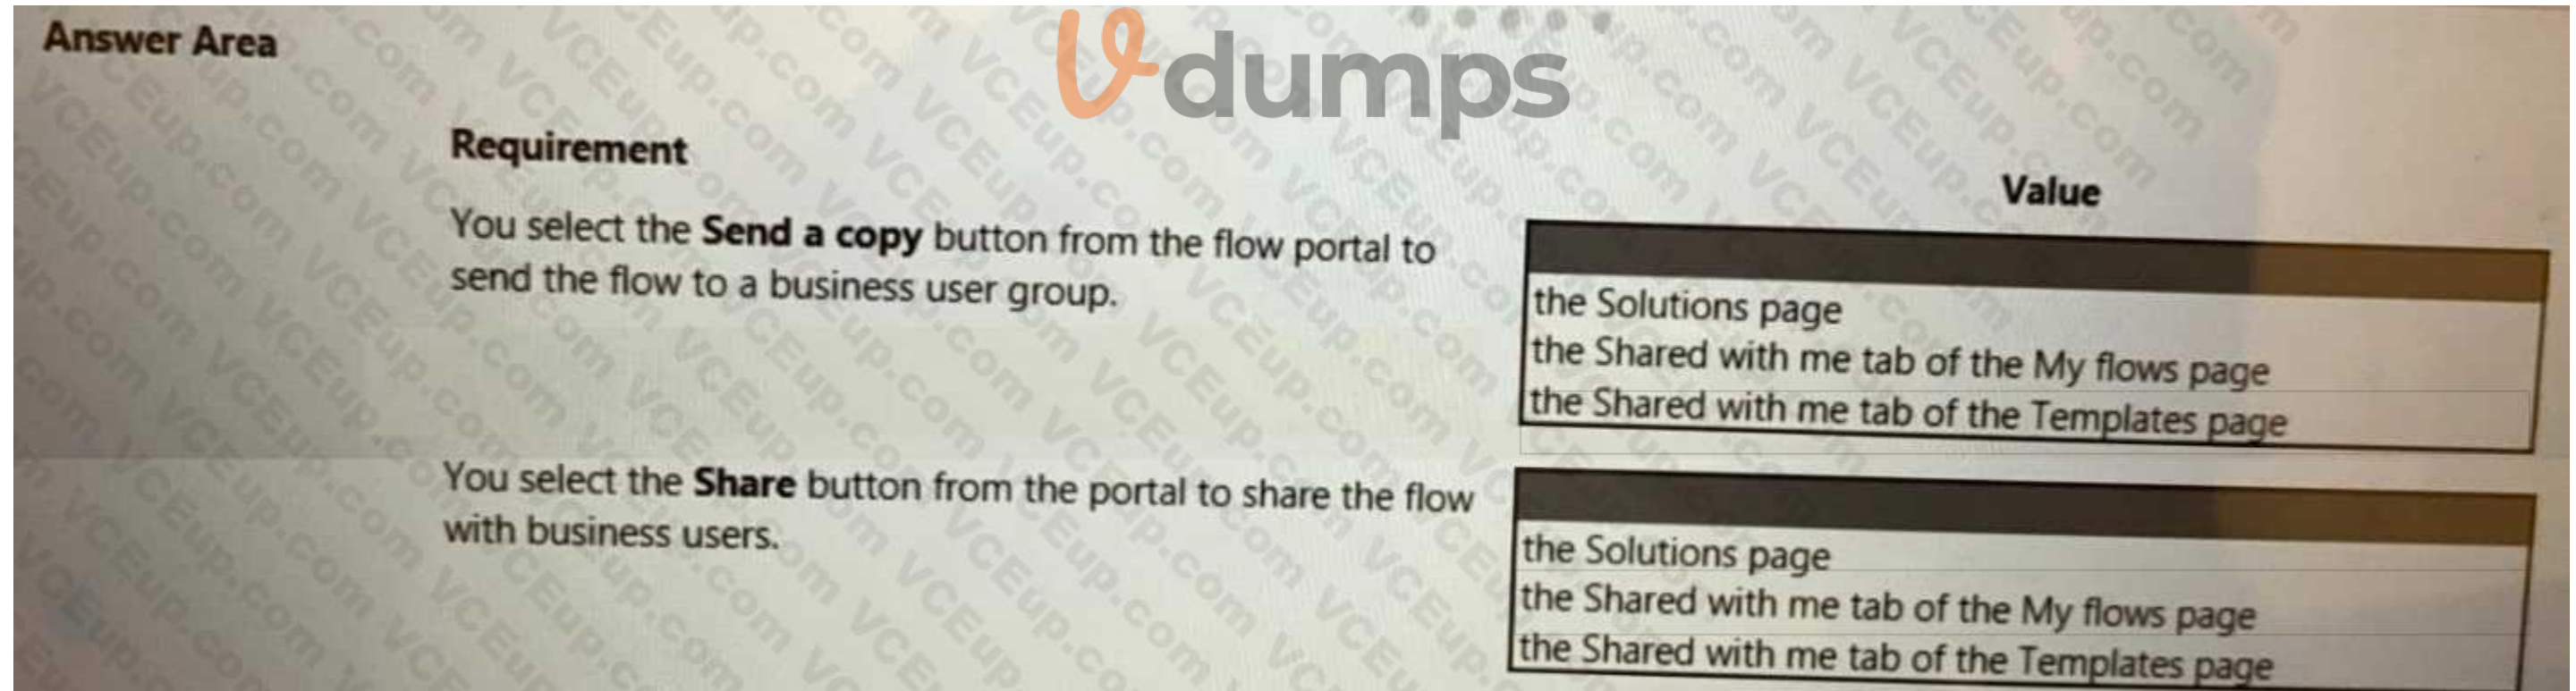 Answer Area
dumps
Requirement
Value
You select the Send a copy button from the flow portal to
send the flow to a business user group.
the Solutions page
the Shared with me tab of the My flows page
the Shared with me tab of the Templates page
You select the Share button from the portal to share the flow
with business users.
the Solutions page
the Shared with me tab of the My flows page
the Shared with me tab of the Templates page
VCEup.com